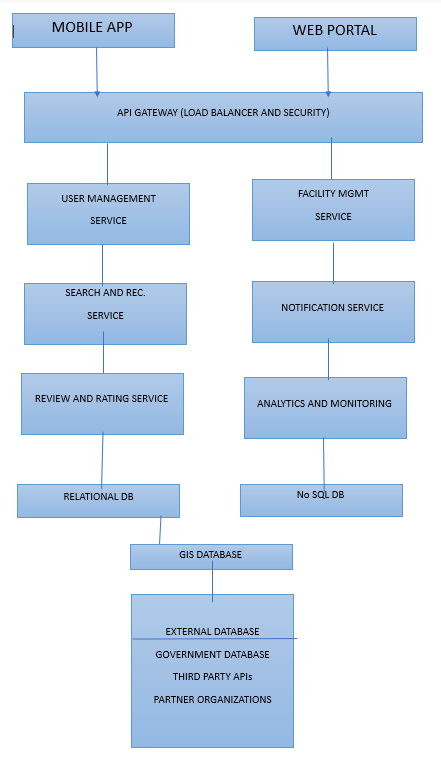 MOBILE APP
WEB PORTAL
API GATEWAY (LOAD BALANCER AND SECURITY)
USER MANAGEMENT
SERVICE
FACILITY MGMT
SERVICE
SEARCH AND REC.
SERVICE
NOTIFICATION SERVICE
REVIEW AND RATING SERVICE
ANALYTICS AND MONITORING
RELATIONAL DB
No SQL DB
GIS DATABASE
EXTERNAL DATABASE
GOVERNMENT DATABASE
THIRD PARTY APIs
PARTNER ORGANIZATIONS